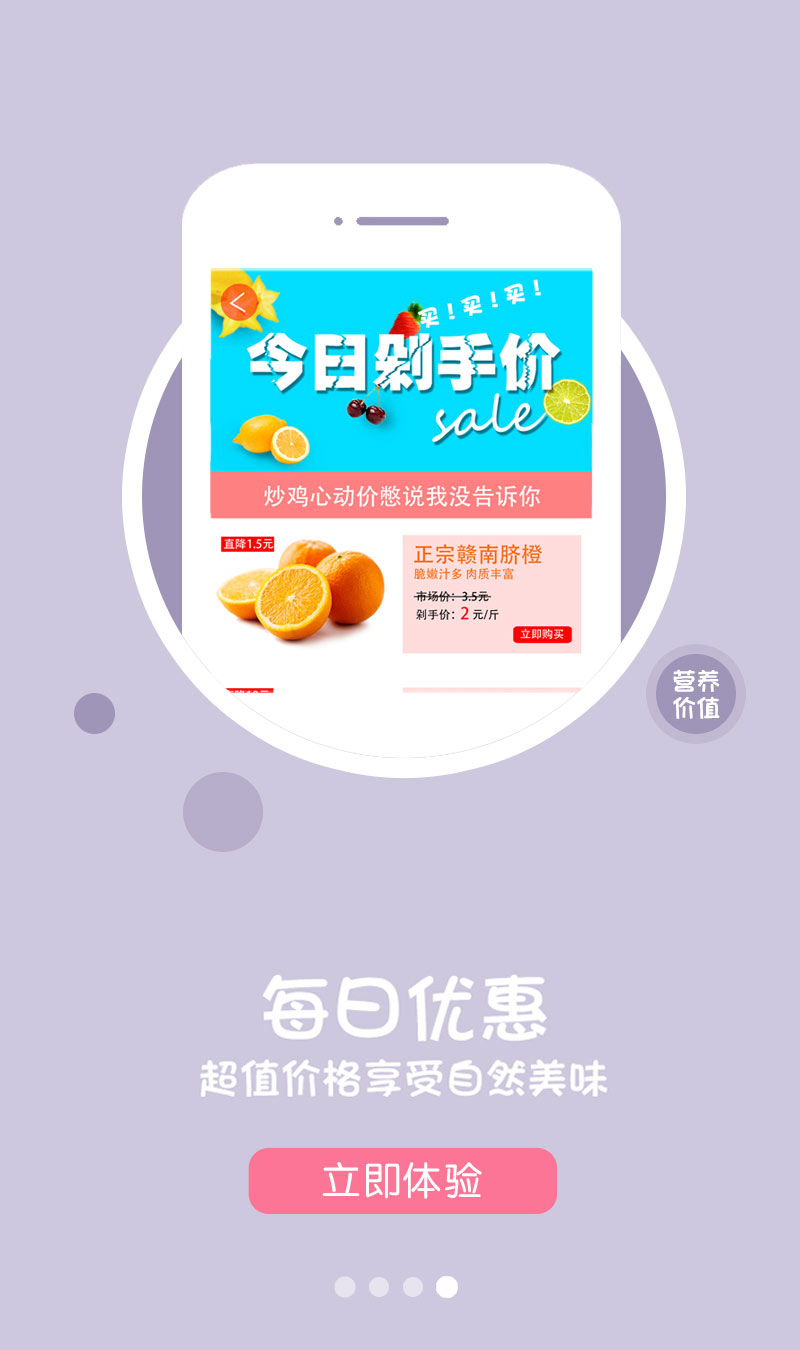 买！买！买！
今日剁手价
sale
炒鸡心动价憋说我没告诉你
直降1.5元
正宗赣南脐橙
脆嫩汁多 肉质丰富
市场价：3.5元
剁手价：2元/斤
立即购买
营养
价值
每日优惠
超值价格享受自然美味
立即体验